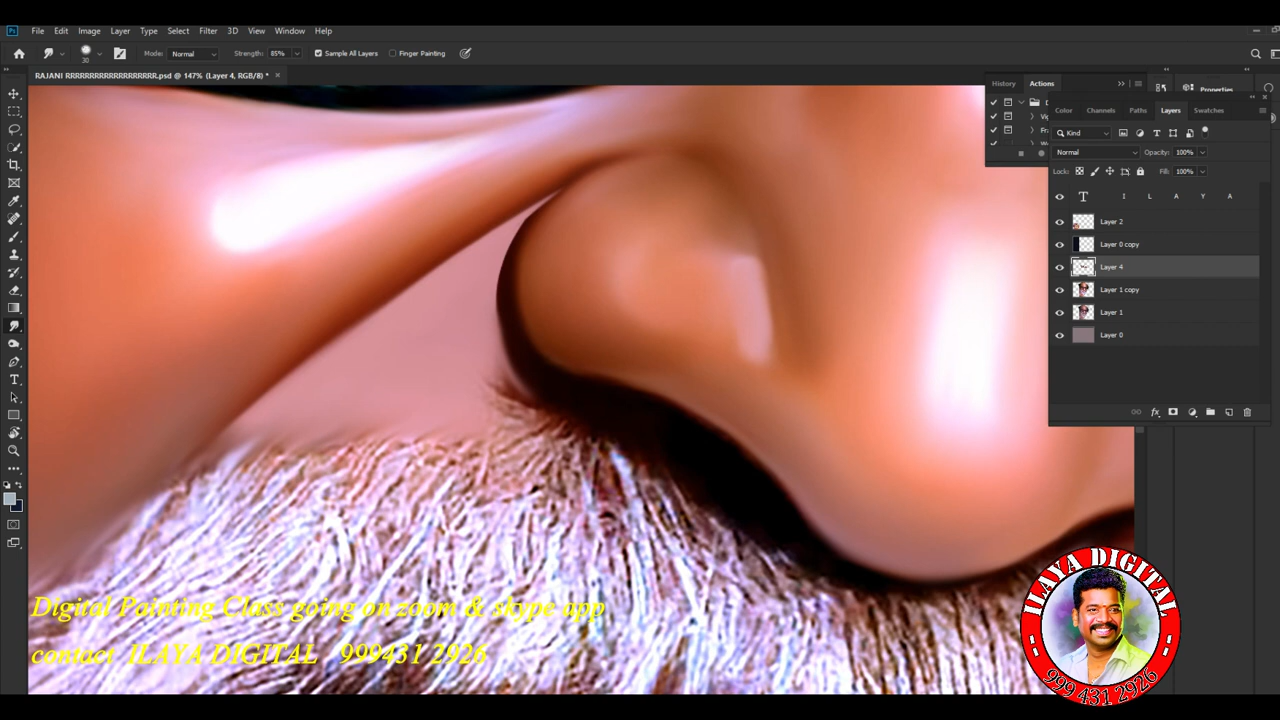 Ps File Edit Image Layer Type Select Filter 3D View Window Help
30 Mode: Normal Strength: 85% Sample All Layers Finger Painting
RAJANI RRRRRRRRRRRRRRRRRRR.psd @ 147% (Layer 4, RGB/8) *
History Actions
Properties
Color Channels Paths Layers Swatches
Kind
Normal Opacity: 100%
Lock: Fill: 100%
T I L A Y A
Layer 2
Layer 0 copy
Layer 4
Layer 1 copy
Layer 1
Layer 0
fx
Digital Painting Class going on zoom & skype app
contact ILAYA DIGITAL 999431 2926
ILAYA DIGITAL
999 431 2926